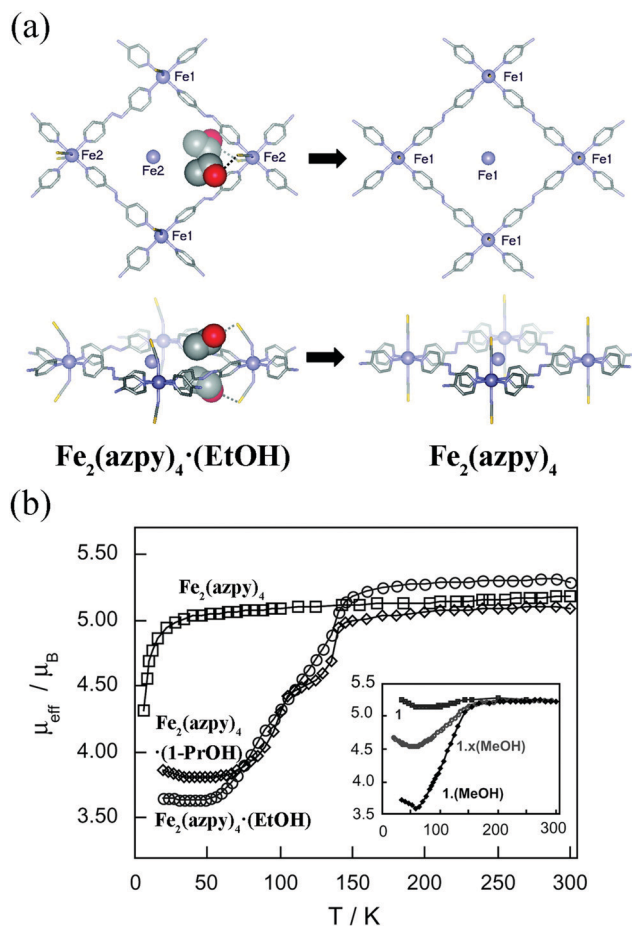 (a)
Fe1
Fe1
Fe2
Fe2
Fe2
Fe1
Fe1
Fe1
Fe1
Fe1
Fe₂(azpy)₄·(EtOH)
Fe₂(azpy)₄
(b)
5.50
5.00
4.50
4.00
3.50
μeff / μB
Fe₂(azpy)₄
Fe₂(azpy)₄
·(1-PrOH)
Fe₂(azpy)₄·(EtOH)
5.5
5.0
4.5
4.0
3.5
1
1.x(MeOH)
1.(MeOH)
0 50 100 200 300
0 50 100 150 200 250 300
T / K